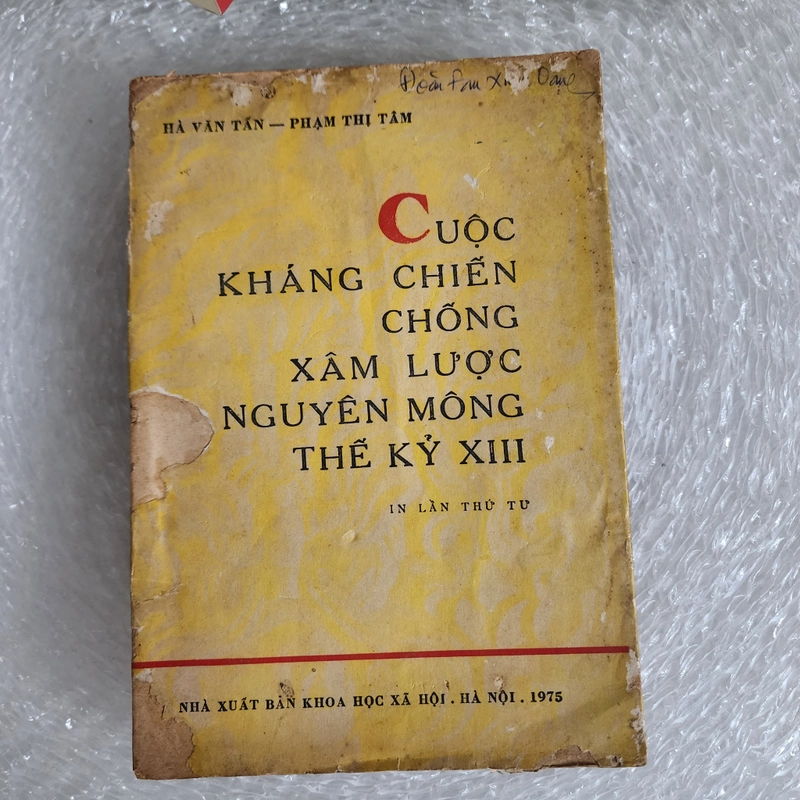 Đoàn
HÀ VĂN TẤN — PHẠM THỊ TÂM
CUỘC
KHÁNG CHIẾN
CHỐNG
XÂM LƯỢC
NGUYÊN MÔNG
THẾ KỶ XIII
IN LẦN THỨ TƯ
NHÀ XUẤT BẢN KHOA HỌC XÃ HỘI . HÀ NỘI . 1975